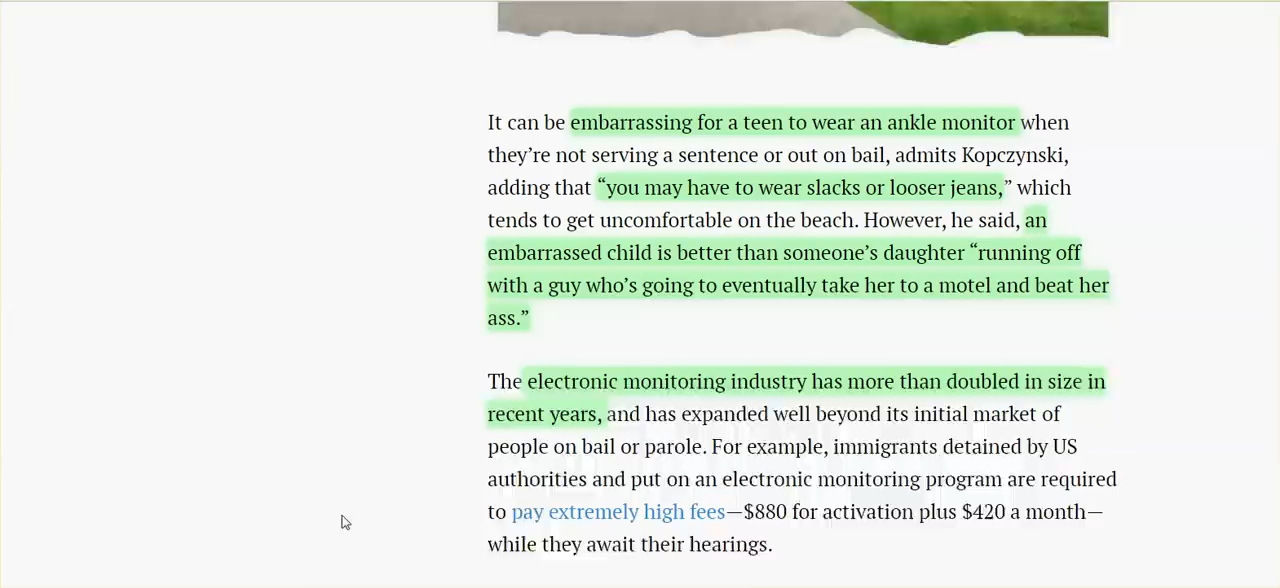 It can be embarrassing for a teen to wear an ankle monitor when
they’re not serving a sentence or out on bail, admits Kopczynski,
adding that “you may have to wear slacks or looser jeans,” which
tends to get uncomfortable on the beach. However, he said, an
embarrassed child is better than someone’s daughter “running off
with a guy who’s going to eventually take her to a motel and beat her
ass.”
The electronic monitoring industry has more than doubled in size in
recent years, and has expanded well beyond its initial market of
people on bail or parole. For example, immigrants detained by US
authorities and put on an electronic monitoring program are required
to pay extremely high fees—$880 for activation plus $420 a month—
while they await their hearings.